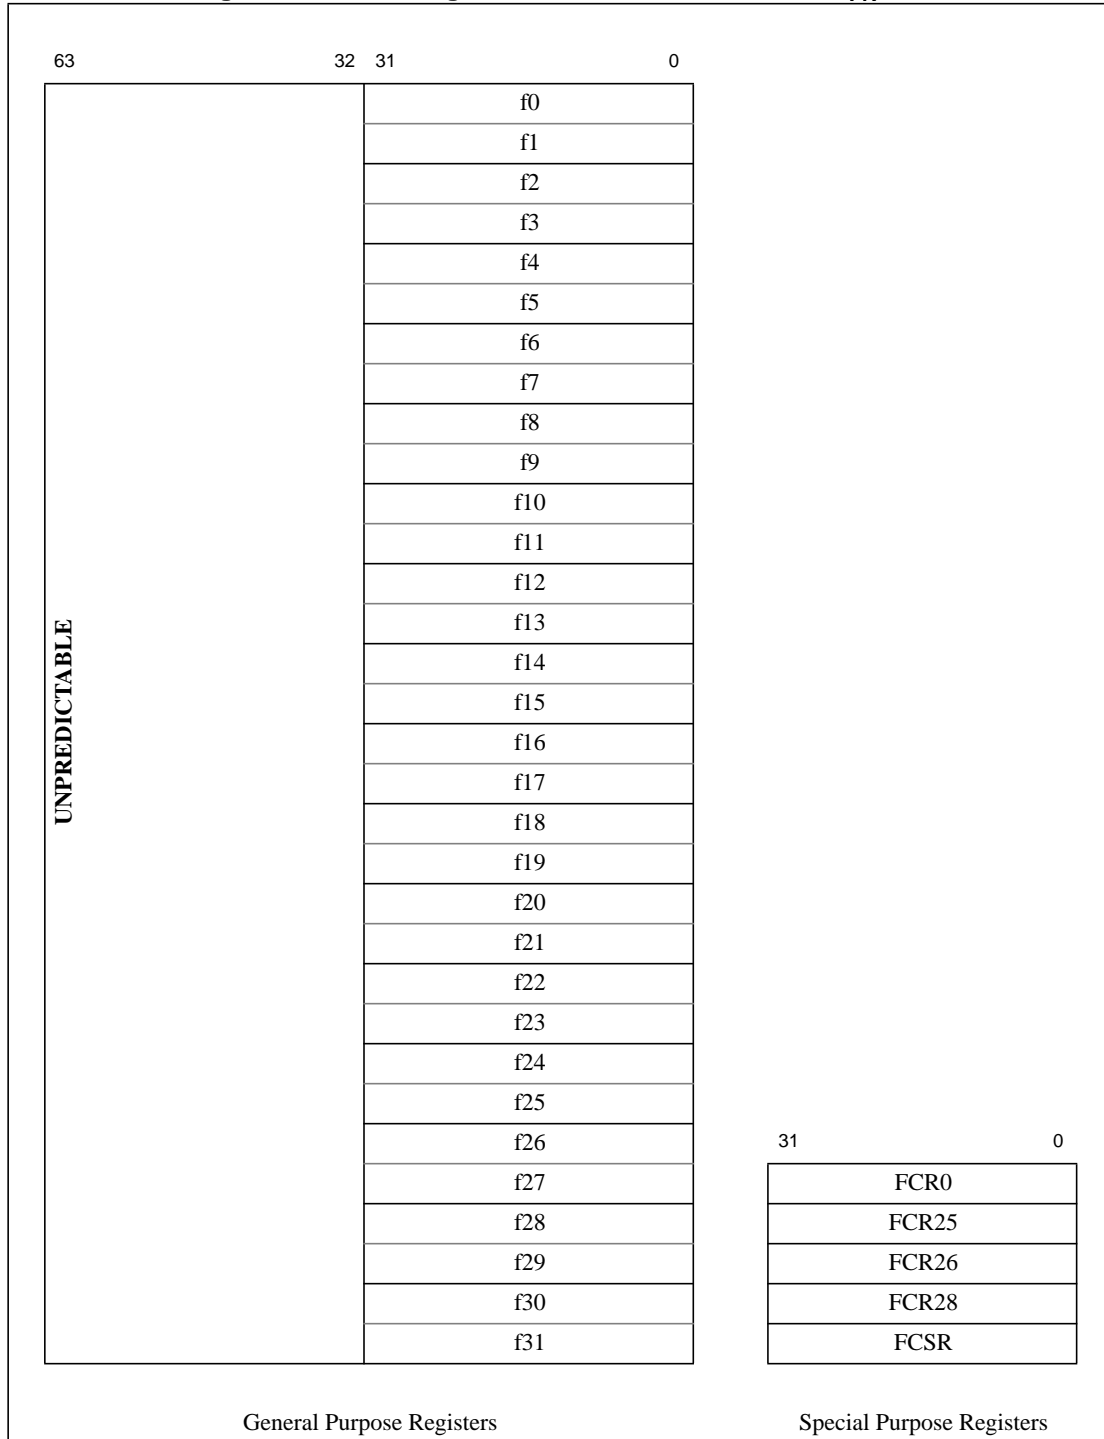 63 32 31 0
f0
f1
f2
f3
f4
f5
f6
f7
f8
f9
f10
f11
f12
f13
UNPREDICTABLE
f14
f15
f16
f17
f18
f19
f20
f21
f22
f23
f24
f25
f26
31 0
f27
FCR0
f28
FCR25
f29
FCR26
f30
FCR28
f31
FCSR
General Purpose Registers
Special Purpose Registers